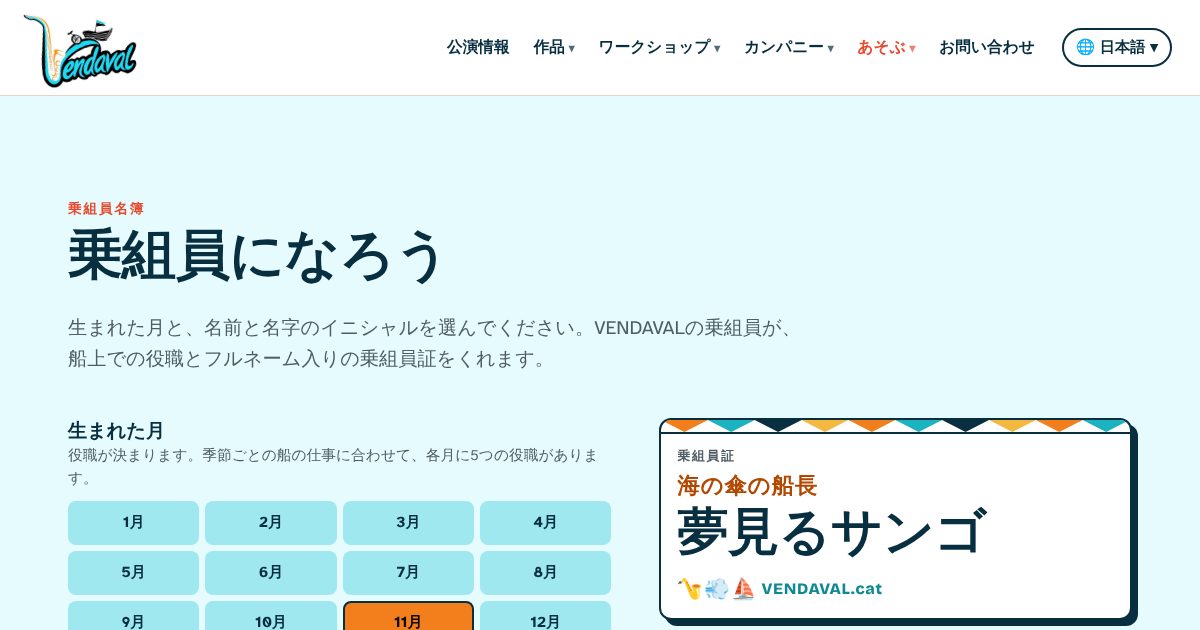 Vendaval
公演情報 作品 ▾ ワークショップ ▾ カンパニー ▾ あそぶ ▾ お問い合わせ 🌐 日本語 ▾
乗組員名簿
乗組員になろう
生まれた月と、名前と名字のイニシャルを選んでください。VENDAVALの乗組員が、
船上での役職とフルネーム入りの乗組員証をくれます。
生まれた月
役職が決まります。季節ごとの船の仕事に合わせて、各月に5つの役職がありま
す。
1月 2月 3月 4月
5月 6月 7月 8月
9月 10月 11月 12月
乗組員証
海の傘の船長
夢見るサンゴ
🎷💨⛵ VENDAVAL.cat